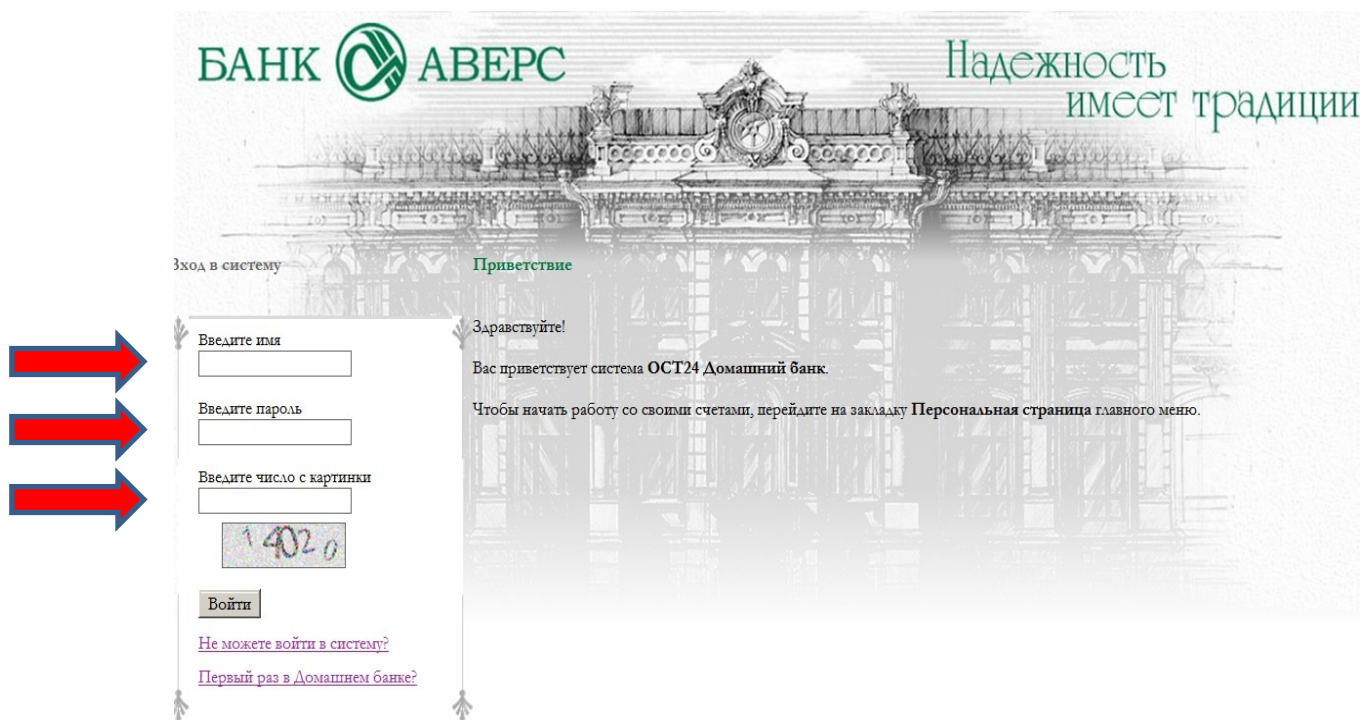 БАНК АВЕРС
Надежность
имеет традиции
Вход в систему
Приветствие
Введите имя
Введите пароль
Введите число с картинки
14020
Войти
Не можете войти в систему?
Первый раз в Домашнем банке?
Здравствуйте!
Вас приветствует система ОСТ24 Домашний банк.
Чтобы начать работу со своими счетами, перейдите на закладку Персональная страница главного меню.